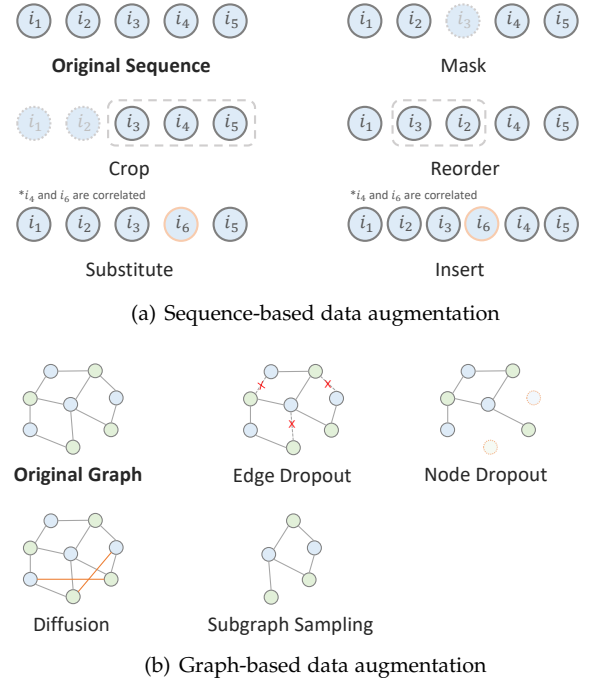 i₁ i₂ i₃ i₄ i₅
Original Sequence
i₁ i₂ i₃ i₄ i₅
Mask
i₁ i₂ i₃ i₄ i₅
Crop
i₁ i₃ i₂ i₄ i₅
Reorder
*i₄ and i₆ are correlated
i₁ i₂ i₃ i₆ i₅
Substitute
*i₄ and i₆ are correlated
i₁ i₂ i₃ i₆ i₄ i₅
Insert
(a) Sequence-based data augmentation
Original Graph
x x
x
Edge Dropout
Node Dropout
Diffusion
Subgraph Sampling
(b) Graph-based data augmentation